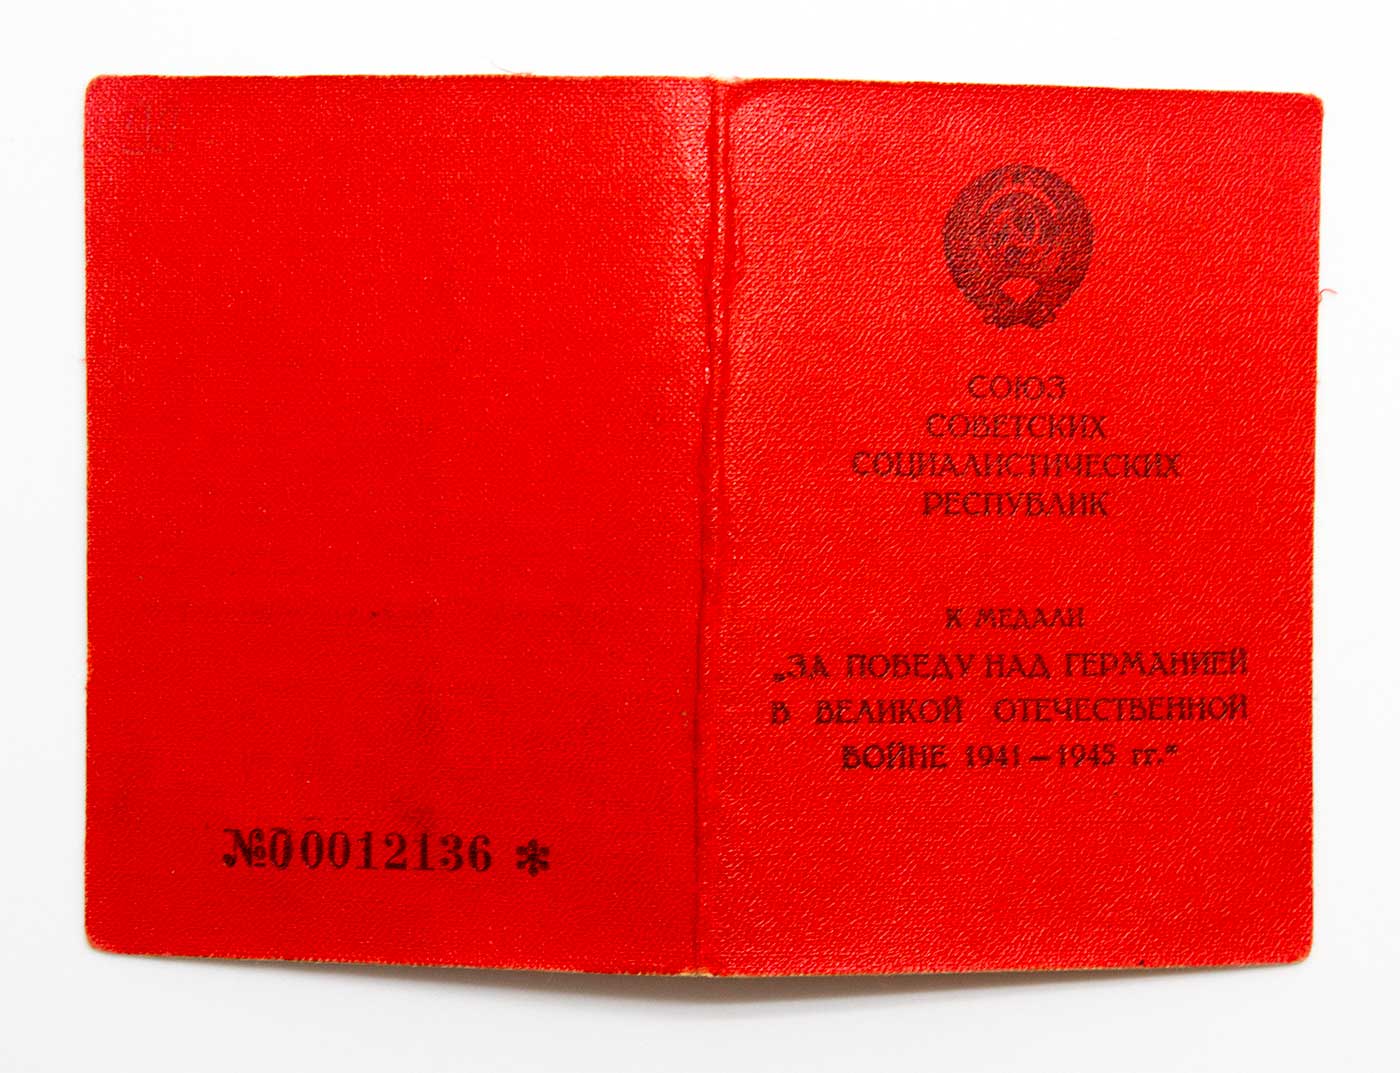 СОЮЗ
СОВЕТСКИХ
СОЦИАЛИСТИЧЕСКИХ
РЕСПУБЛИК
К МЕДАЛИ
„ЗА ПОБЕДУ НАД ГЕРМАНИЕЙ
В ВЕЛИКОЙ ОТЕЧЕСТВЕННОЙ
ВОЙНЕ 1941—1945 гг.“
№00012136 *